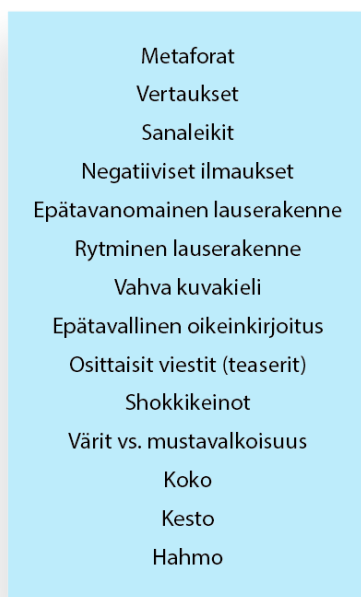 Metaforat
Vertaukset
Sanaleikit
Negatiiviset ilmaukset
Epätavanomainen lauserakenne
Rytminen lauserakenne
Vahva kuvakieli
Epätavallinen oikeinkirjoitus
Osittaisit viestit (teaserit)
Shokkikeinot
Värit vs. mustavalkoisuus
Koko
Kesto
Hahmo